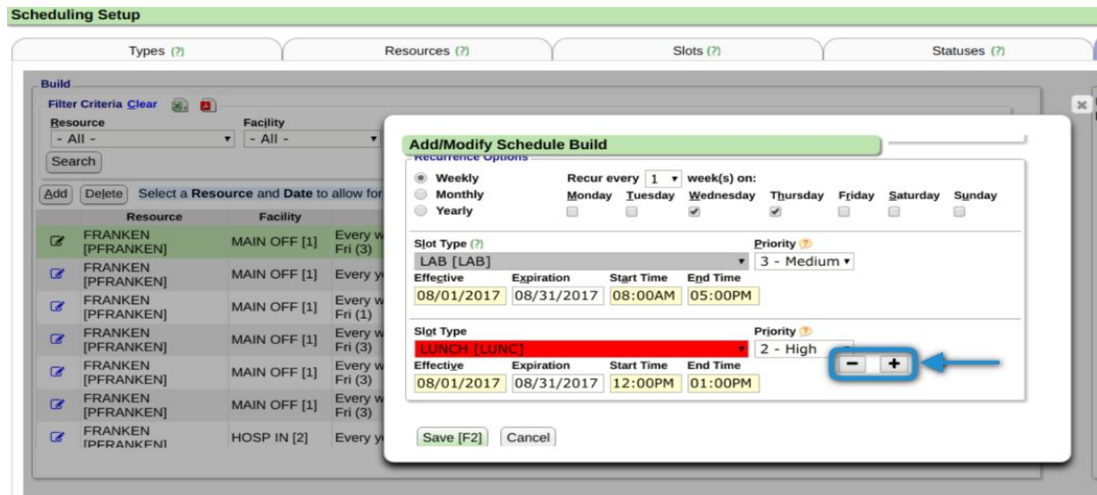 Scheduling Setup
Types (?) Resources (?) Slots (?) Statuses (?)
Build
Filter Criteria Clear
Resource Facility
- All - - All -
Search
Add Delete Select a Resource and Date to allow for
Resource Facility
FRANKEN [PFRANKEN] MAIN OFF [1] Every w
Fri (3)
FRANKEN [PFRANKEN] MAIN OFF [1] Every ye
FRANKEN [PFRANKEN] MAIN OFF [1] Every w
Fri (1)
FRANKEN [PFRANKEN] MAIN OFF [1] Every w
Fri (3)
FRANKEN [PFRANKEN] MAIN OFF [1] Every w
Fri (3)
FRANKEN [PFRANKEN] MAIN OFF [1] Every w
Fri (3)
FRANKEN [PFRANKEN] HOSP IN [2] Every ye
Add/Modify Schedule Build
Recurrence Options
Weekly Recur every 1 week(s) on:
Monthly Monday Tuesday Wednesday Thursday Friday Saturday Sunday
Yearly
Slot Type (?) Priority
LAB [LAB] 3 - Medium
Effective Expiration Start Time End Time
08/01/2017 08/31/2017 08:00AM 05:00PM
Slot Type Priority
LUNCH [LUNC] 2 - High
Effective Expiration Start Time End Time
08/01/2017 08/31/2017 12:00PM 01:00PM
Save [F2] Cancel